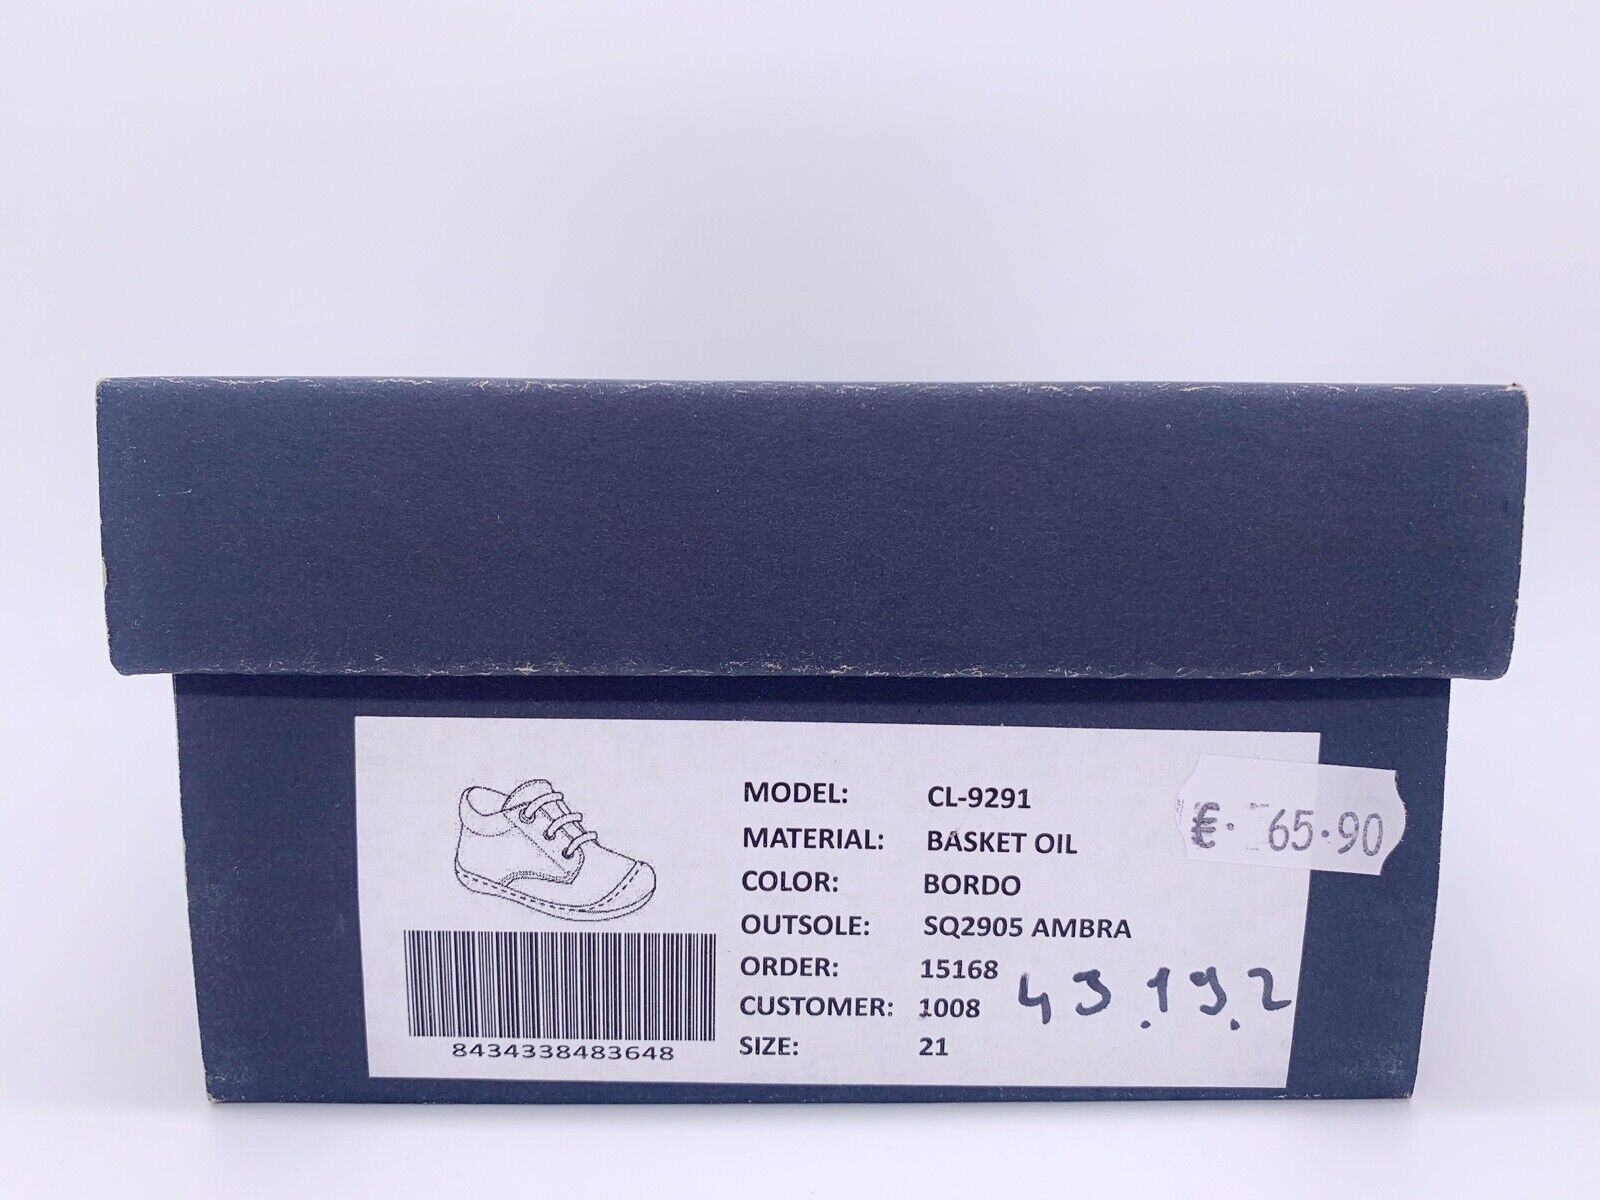 MODEL: CL-9291
€. 65.90
MATERIAL: BASKET OIL
COLOR: BORDO
OUTSOLE: SQ2905 AMBRA
ORDER: 15168
43.19.2
CUSTOMER: 1008
SIZE: 21
8434338483648